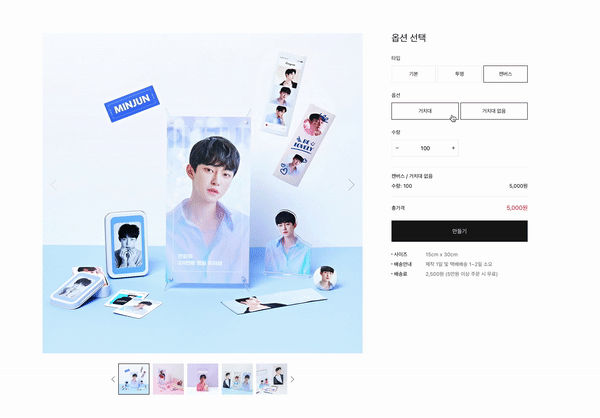 옵션 선택
타입
기본
투명
캔버스
옵션
거치대
거치대 없음
수량
−
100
+
캔버스 / 거치대 없음
수량: 100
5,000원
총가격
5,000원
만들기
• 사이즈
15cm x 30cm
• 배송안내
제작 1일 및 택배배송 1~2일 소요
• 배송료
2,500원 (5만원 이상 주문 시 무료)
MINJUN
LOVELY